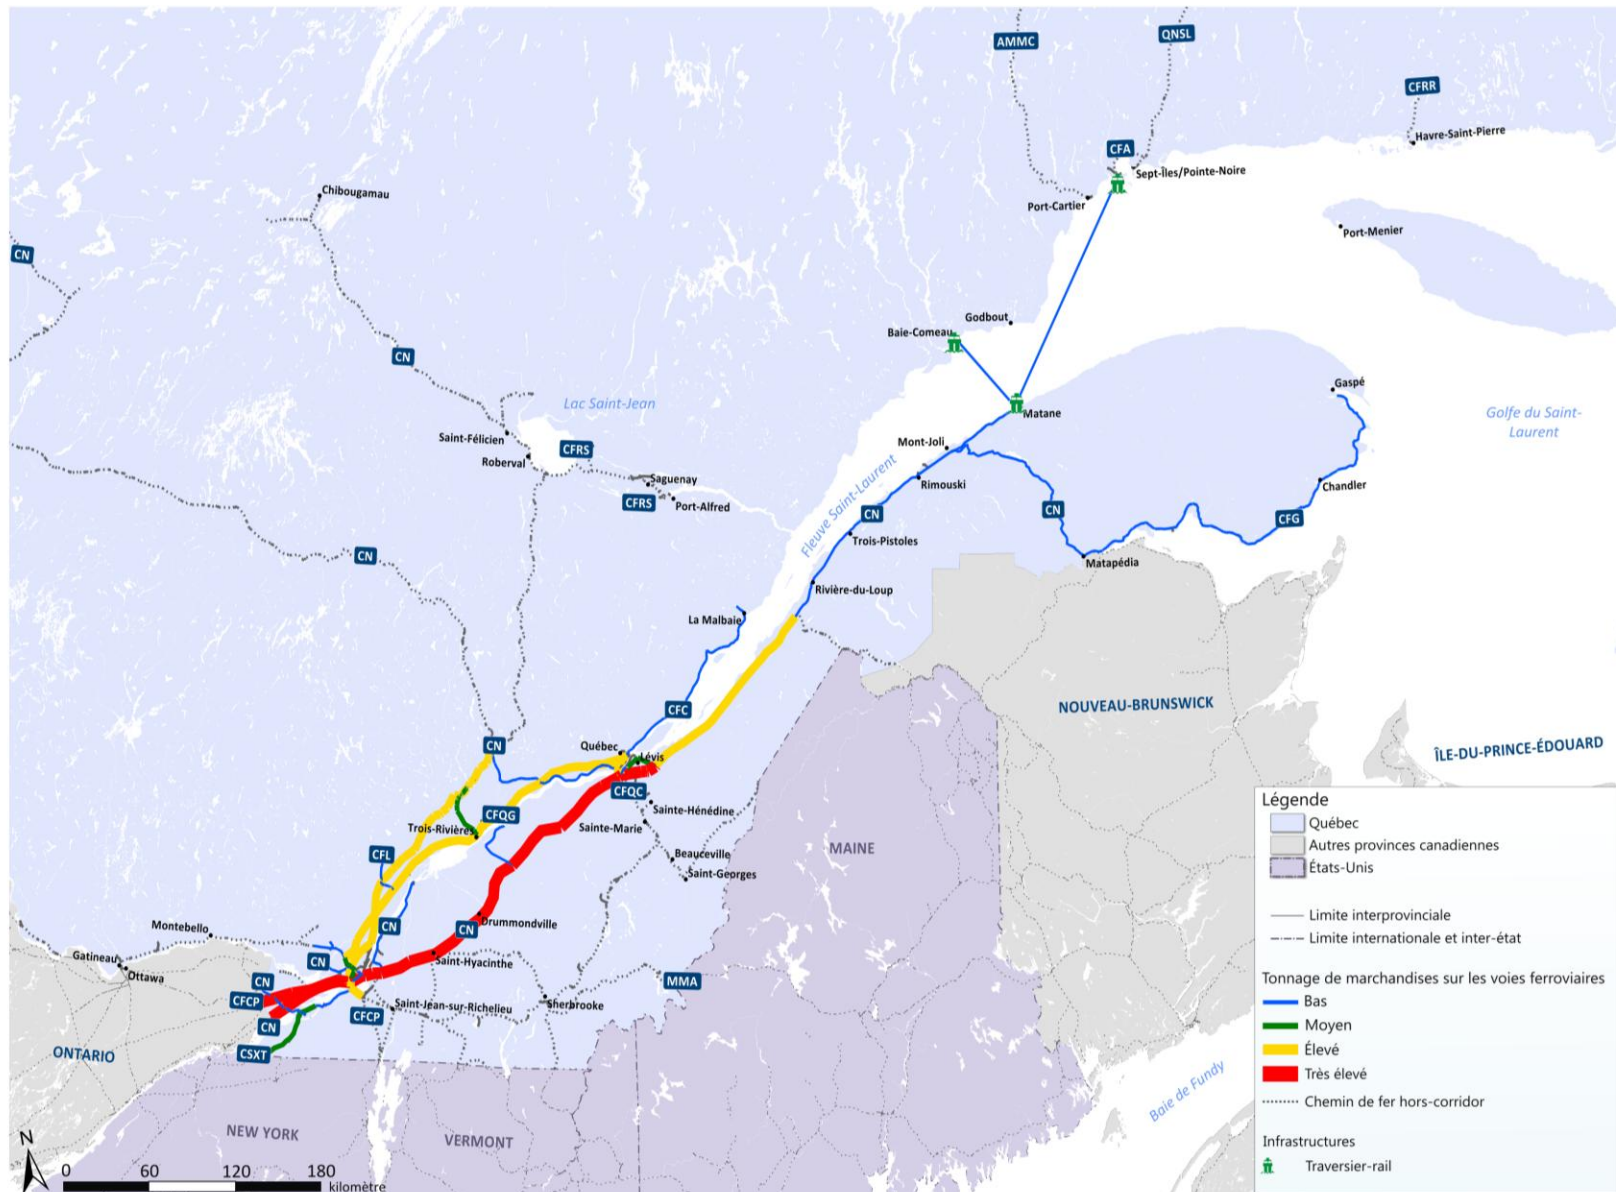 AMMC
QNSL
CFRR
Havre-Saint-Pierre
CFA
Sept-Îles/Pointe-Noire
Chibougamau
Port-Cartier
Port-Menier
CN
Godbout
Baie-Comeau
CN
Gaspé
Lac Saint-Jean
Matane
Golfe du Saint-
Laurent
Saint-Félicien
Mont-Joli
CFRS
Roberval
Fleuve Saint-Laurent
Saguenay
Rimouski
Chandler
CFRS
Port-Alfred
CN
CN
CFG
Trois-Pistoles
CN
Matapédia
Rivière-du-Loup
La Malbaie
CFC
NOUVEAU-BRUNSWICK
Québec
CN
Lévis
ÎLE-DU-PRINCE-ÉDOUARD
CFQC
Sainte-Hénédine
CFQG
Trois-Rivières
Sainte-Marie
MAINE
CFL
Beauceville
Saint-Georges
Drummondville
CN
CN
Montebello
Gatineau
Ottawa
CN
Saint-Hyacinthe
CN
CFCP
MMA
Sherbrooke
Saint-Jean-sur-Richelieu
CFCP
CN
CSXT
ONTARIO
Baie de Fundy
NEW YORK
VERMONT
N
0 60 120 180
kilomètre
Légende
Québec
Autres provinces canadiennes
États-Unis
Limite interprovinciale
Limite internationale et inter-état
Tonnage de marchandises sur les voies ferroviaires
Bas
Moyen
Élevé
Très élevé
Chemin de fer hors-corridor
Infrastructures
Traversier-rail